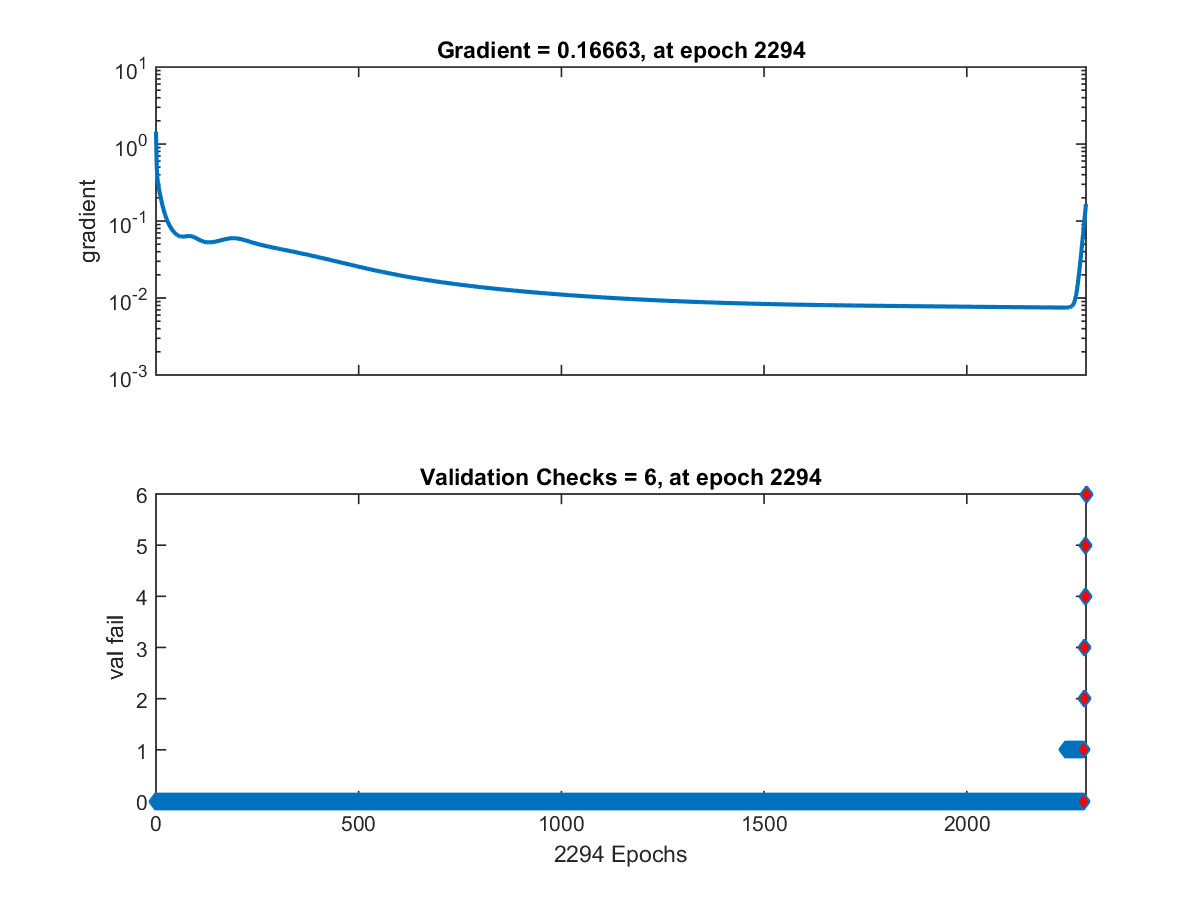 Gradient = 0.16663, at epoch 2294
10^1
10^0
10^-1
10^-2
10^-3
gradient
Validation Checks = 6, at epoch 2294
6
5
4
3
2
1
0
val fail
0 500 1000 1500 2000
2294 Epochs